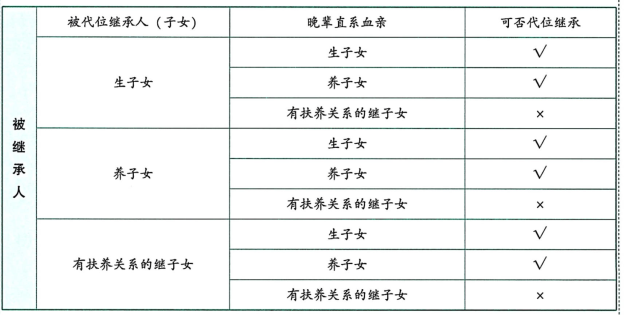 被代位继承人（子女） 晚辈直系血亲 可否代位继承
被继承人
生子女
生子女 √
养子女 √
有扶养关系的继子女 ×
养子女
生子女 √
养子女 √
有扶养关系的继子女 ×
有扶养关系的继子女
生子女 √
养子女 √
有扶养关系的继子女 ×